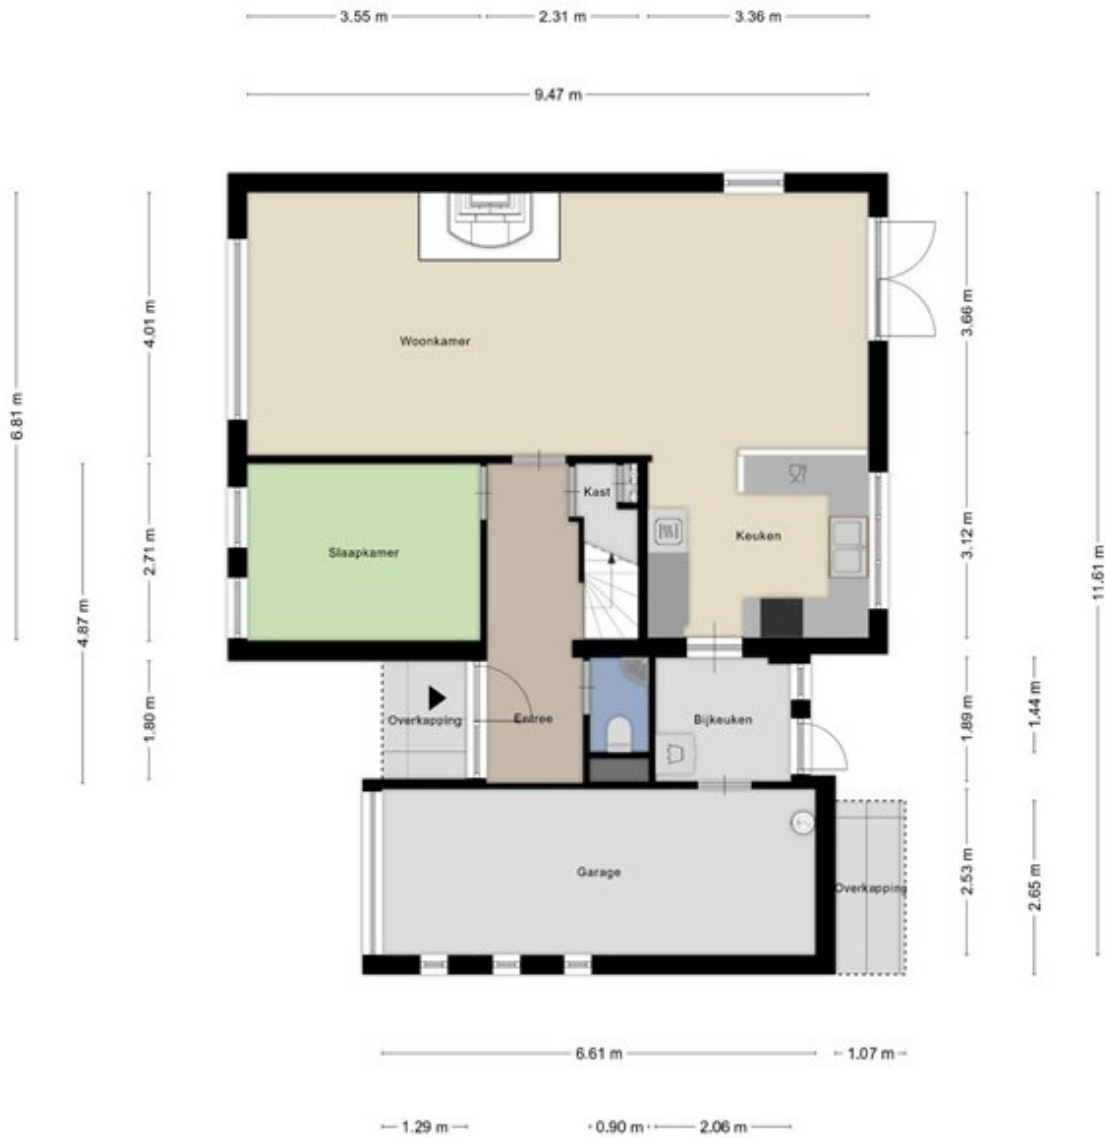 3.55 m
2.31 m
3.36 m
9.47 m
6.81 m
4.01 m
3.66 m
Woonkamer
Kast
Keuken
Slaapkamer
2.71 m
3.12 m
4.87 m
11.61 m
1.80 m
Overkapping
Entree
Bijkeuken
1.89 m
1.44 m
Garage
Overkapping
2.53 m
2.65 m
6.61 m
1.07 m
1.29 m
0.90 m
2.06 m